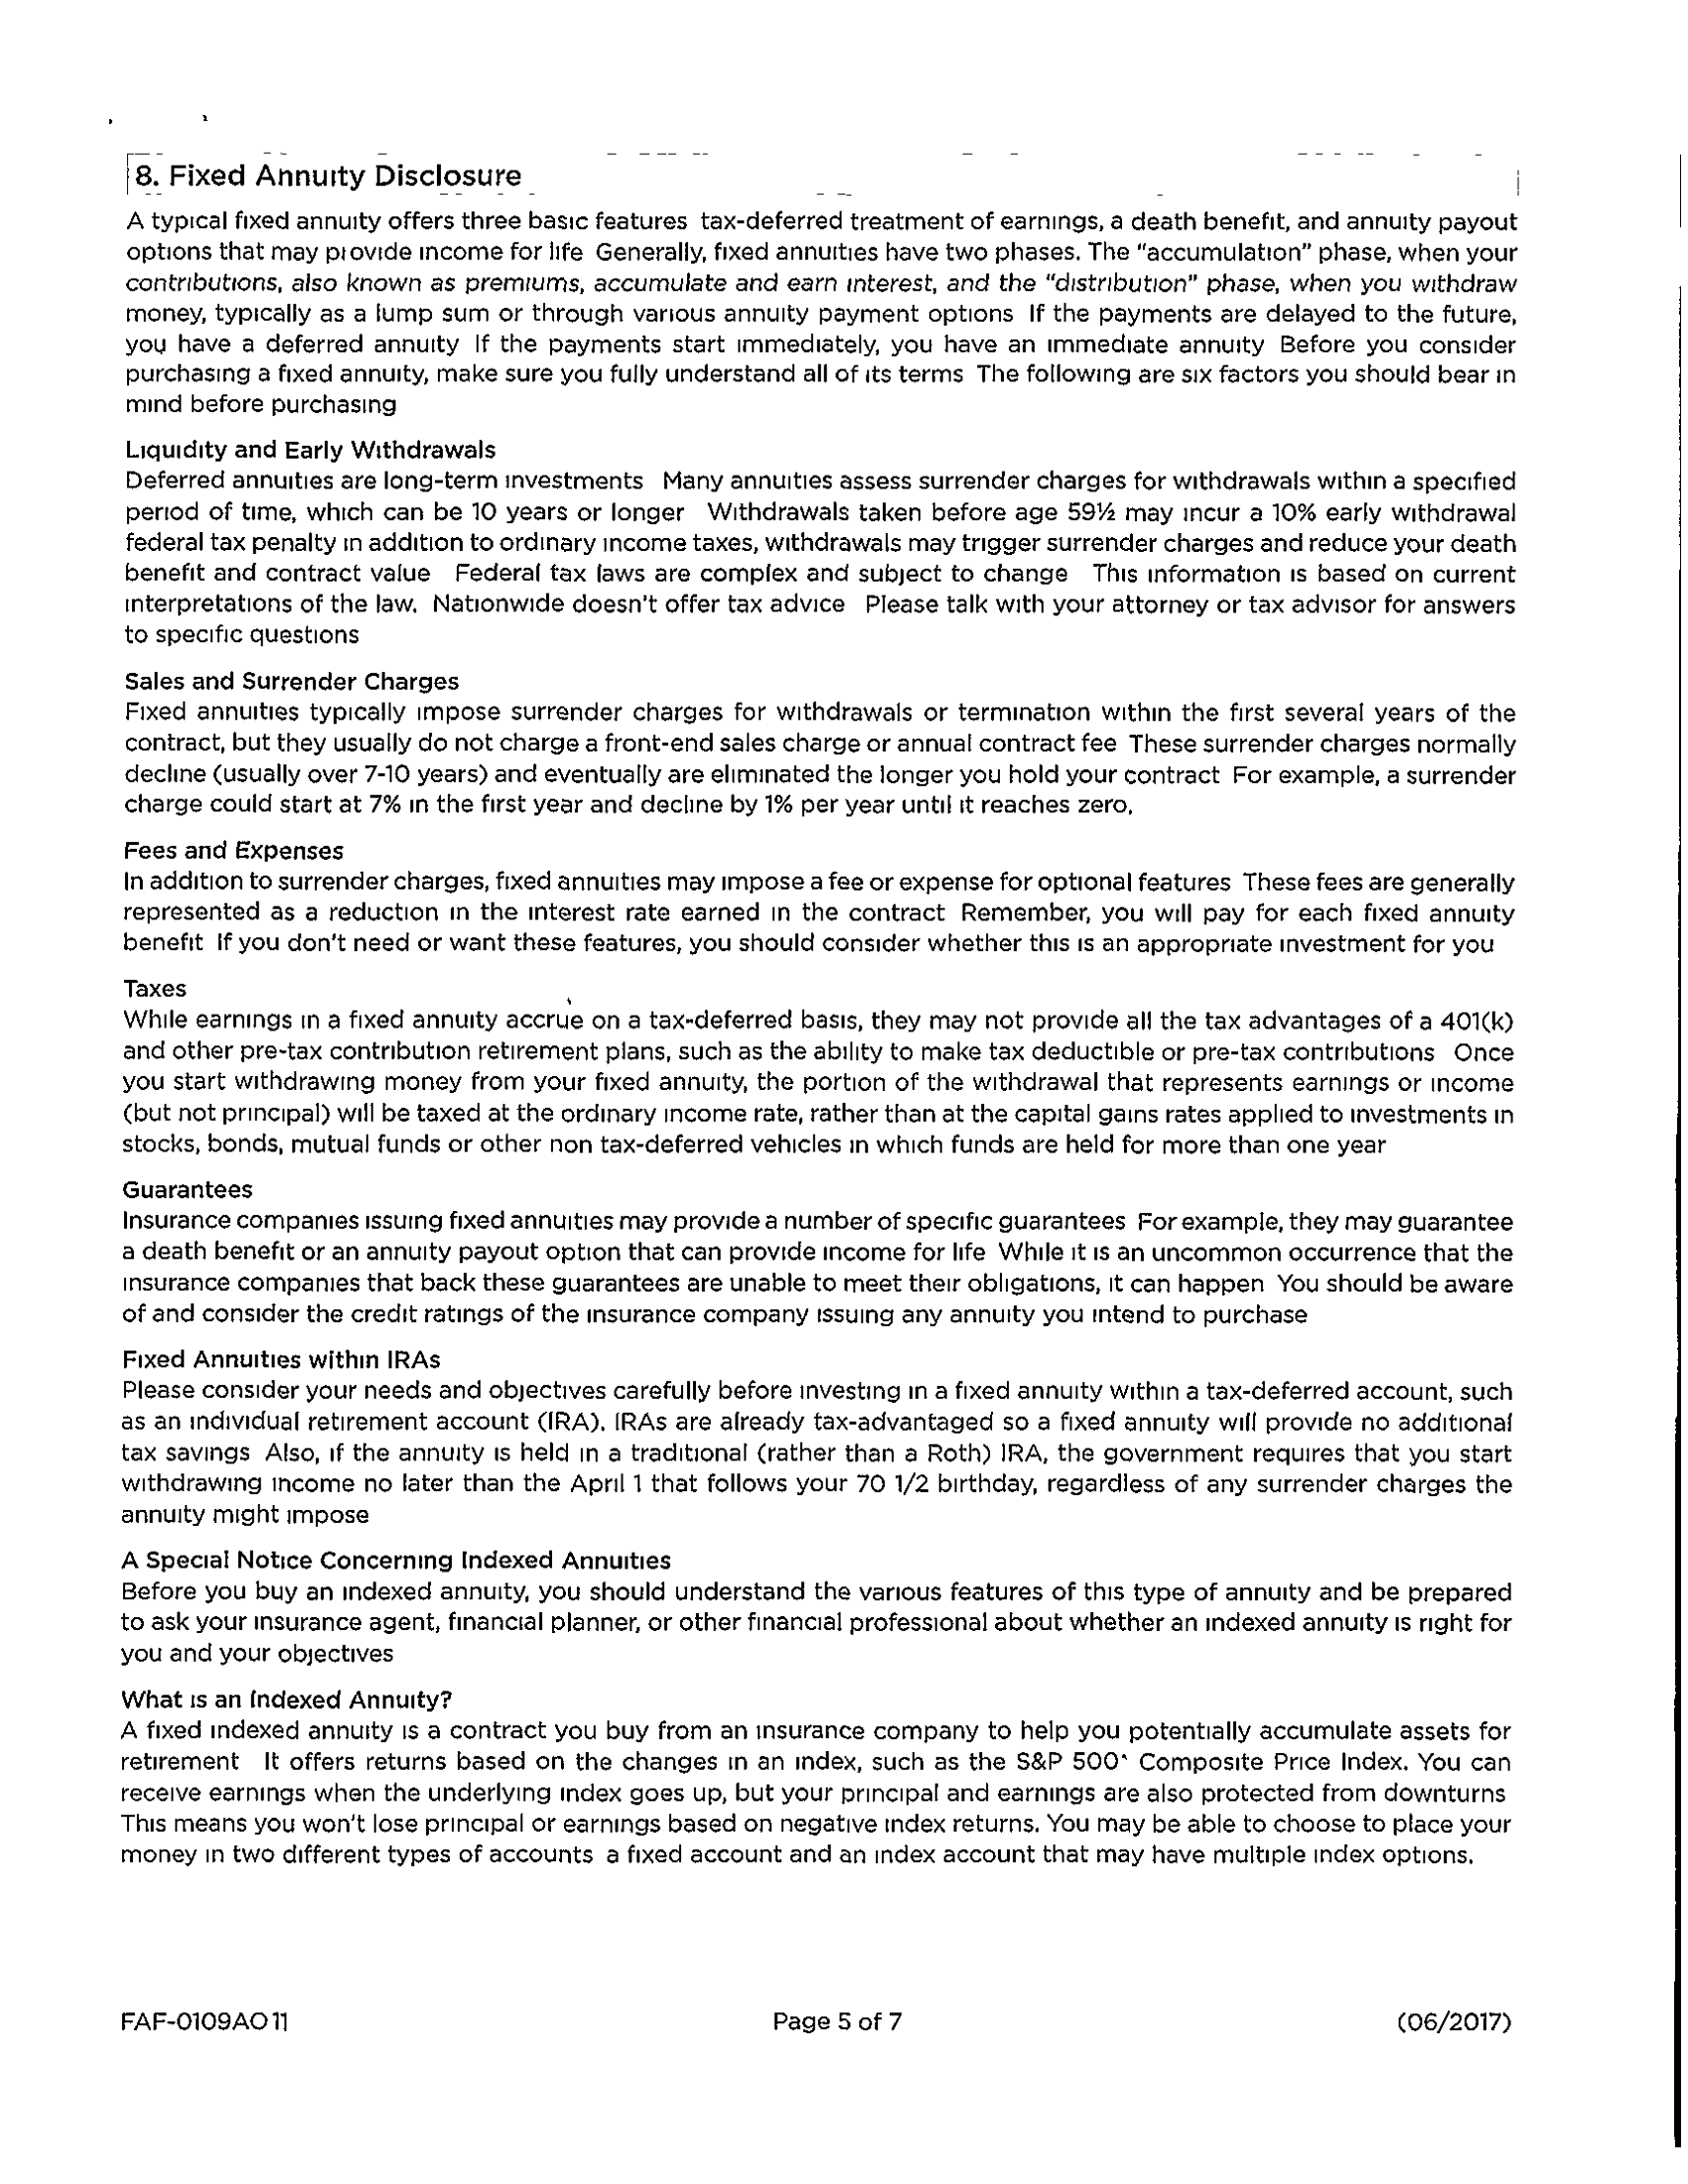 8. Fixed Annuity Disclosure
A typical fixed annuity offers three basic features tax-deferred treatment of earnings, a death benefit, and annuity payout
options that may provide income for life Generally, fixed annuities have two phases. The "accumulation" phase, when your
contributions, also known as premiums, accumulate and earn interest, and the "distribution" phase, when you withdraw
money, typically as a lump sum or through various annuity payment options If the payments are delayed to the future,
you have a deferred annuity If the payments start immediately, you have an immediate annuity Before you consider
purchasing a fixed annuity, make sure you fully understand all of its terms The following are six factors you should bear in
mind before purchasing
Liquidity and Early Withdrawals
Deferred annuities are long-term investments Many annuities assess surrender charges for withdrawals within a specified
period of time, which can be 10 years or longer Withdrawals taken before age 59½ may incur a 10% early withdrawal
federal tax penalty in addition to ordinary income taxes, withdrawals may trigger surrender charges and reduce your death
benefit and contract value Federal tax laws are complex and subject to change This information is based on current
interpretations of the law. Nationwide doesn't offer tax advice Please talk with your attorney or tax advisor for answers
to specific questions
Sales and Surrender Charges
Fixed annuities typically impose surrender charges for withdrawals or termination within the first several years of the
contract, but they usually do not charge a front-end sales charge or annual contract fee These surrender charges normally
decline (usually over 7-10 years) and eventually are eliminated the longer you hold your contract For example, a surrender
charge could start at 7% in the first year and decline by 1% per year until it reaches zero.
Fees and Expenses
In addition to surrender charges, fixed annuities may impose a fee or expense for optional features These fees are generally
represented as a reduction in the interest rate earned in the contract Remember, you will pay for each fixed annuity
benefit If you don't need or want these features, you should consider whether this is an appropriate investment for you
Taxes
While earnings in a fixed annuity accrue on a tax-deferred basis, they may not provide all the tax advantages of a 401(k)
and other pre-tax contribution retirement plans, such as the ability to make tax deductible or pre-tax contributions Once
you start withdrawing money from your fixed annuity, the portion of the withdrawal that represents earnings or income
(but not principal) will be taxed at the ordinary income rate, rather than at the capital gains rates applied to investments in
stocks, bonds, mutual funds or other non tax-deferred vehicles in which funds are held for more than one year
Guarantees
Insurance companies issuing fixed annuities may provide a number of specific guarantees For example, they may guarantee
a death benefit or an annuity payout option that can provide income for life While it is an uncommon occurrence that the
insurance companies that back these guarantees are unable to meet their obligations, it can happen You should be aware
of and consider the credit ratings of the insurance company issuing any annuity you intend to purchase
Fixed Annuities within IRAs
Please consider your needs and objectives carefully before investing in a fixed annuity within a tax-deferred account, such
as an individual retirement account (IRA). IRAs are already tax-advantaged so a fixed annuity will provide no additional
tax savings Also, if the annuity is held in a traditional (rather than a Roth) IRA, the government requires that you start
withdrawing income no later than the April 1 that follows your 70 1/2 birthday, regardless of any surrender charges the
annuity might impose
A Special Notice Concerning Indexed Annuities
Before you buy an indexed annuity, you should understand the various features of this type of annuity and be prepared
to ask your insurance agent, financial planner, or other financial professional about whether an indexed annuity is right for
you and your objectives
What is an Indexed Annuity?
A fixed indexed annuity is a contract you buy from an insurance company to help you potentially accumulate assets for
retirement It offers returns based on the changes in an index, such as the S&P 500 Composite Price Index. You can
receive earnings when the underlying index goes up, but your principal and earnings are also protected from downturns
This means you won't lose principal or earnings based on negative index returns. You may be able to choose to place your
money in two different types of accounts a fixed account and an index account that may have multiple index options.
FAF-0109AO 11
Page 5 of 7
(06/2017)